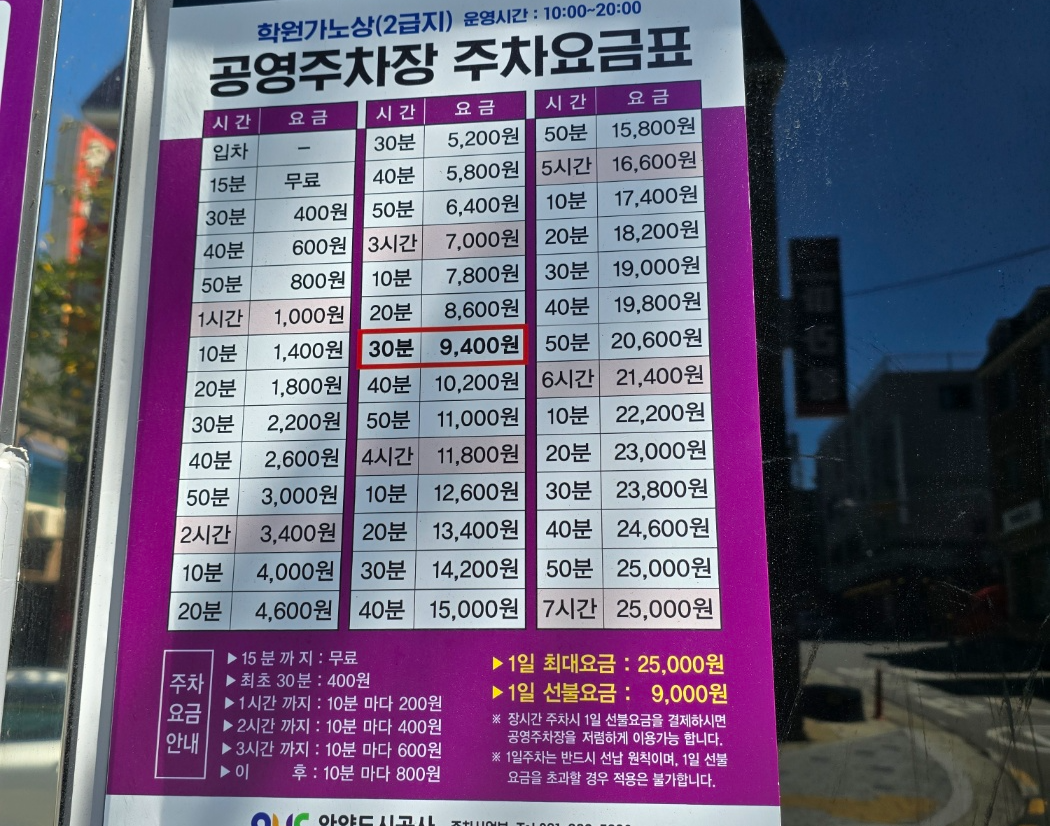 학원가노상(2급지) 운영시간 : 10:00~20:00
공영주차장 주차요금표
시 간 요 금
입차 –
15분 무료
30분 400원
40분 600원
50분 800원
1시간 1,000원
10분 1,400원
20분 1,800원
30분 2,200원
40분 2,600원
50분 3,000원
2시간 3,400원
10분 4,000원
20분 4,600원
시 간 요 금
30분 5,200원
40분 5,800원
50분 6,400원
3시간 7,000원
10분 7,800원
20분 8,600원
30분 9,400원
40분 10,200원
50분 11,000원
4시간 11,800원
10분 12,600원
20분 13,400원
30분 14,200원
40분 15,000원
시 간 요 금
50분 15,800원
5시간 16,600원
10분 17,400원
20분 18,200원
30분 19,000원
40분 19,800원
50분 20,600원
6시간 21,400원
10분 22,200원
20분 23,000원
30분 23,800원
40분 24,600원
50분 25,000원
7시간 25,000원
주차
요금
안내
▶15분까지 : 무료
▶최초 30분 : 400원
▶1시간 까지 : 10분 마다 200원
▶2시간 까지 : 10분 마다 400원
▶3시간 까지 : 10분 마다 600원
▶이 후 : 10분 마다 800원
▶1일 최대요금 : 25,000원
▶1일 선불요금 : 9,000원
※ 장시간 주차시 1일 선불요금을 결제하시면
공영주차장을 저렴하게 이용가능 합니다.
※ 1일주차는 반드시 선납 원칙이며, 1일 선불
요금을 초과할 경우 적용은 불가합니다.
안양도시공사